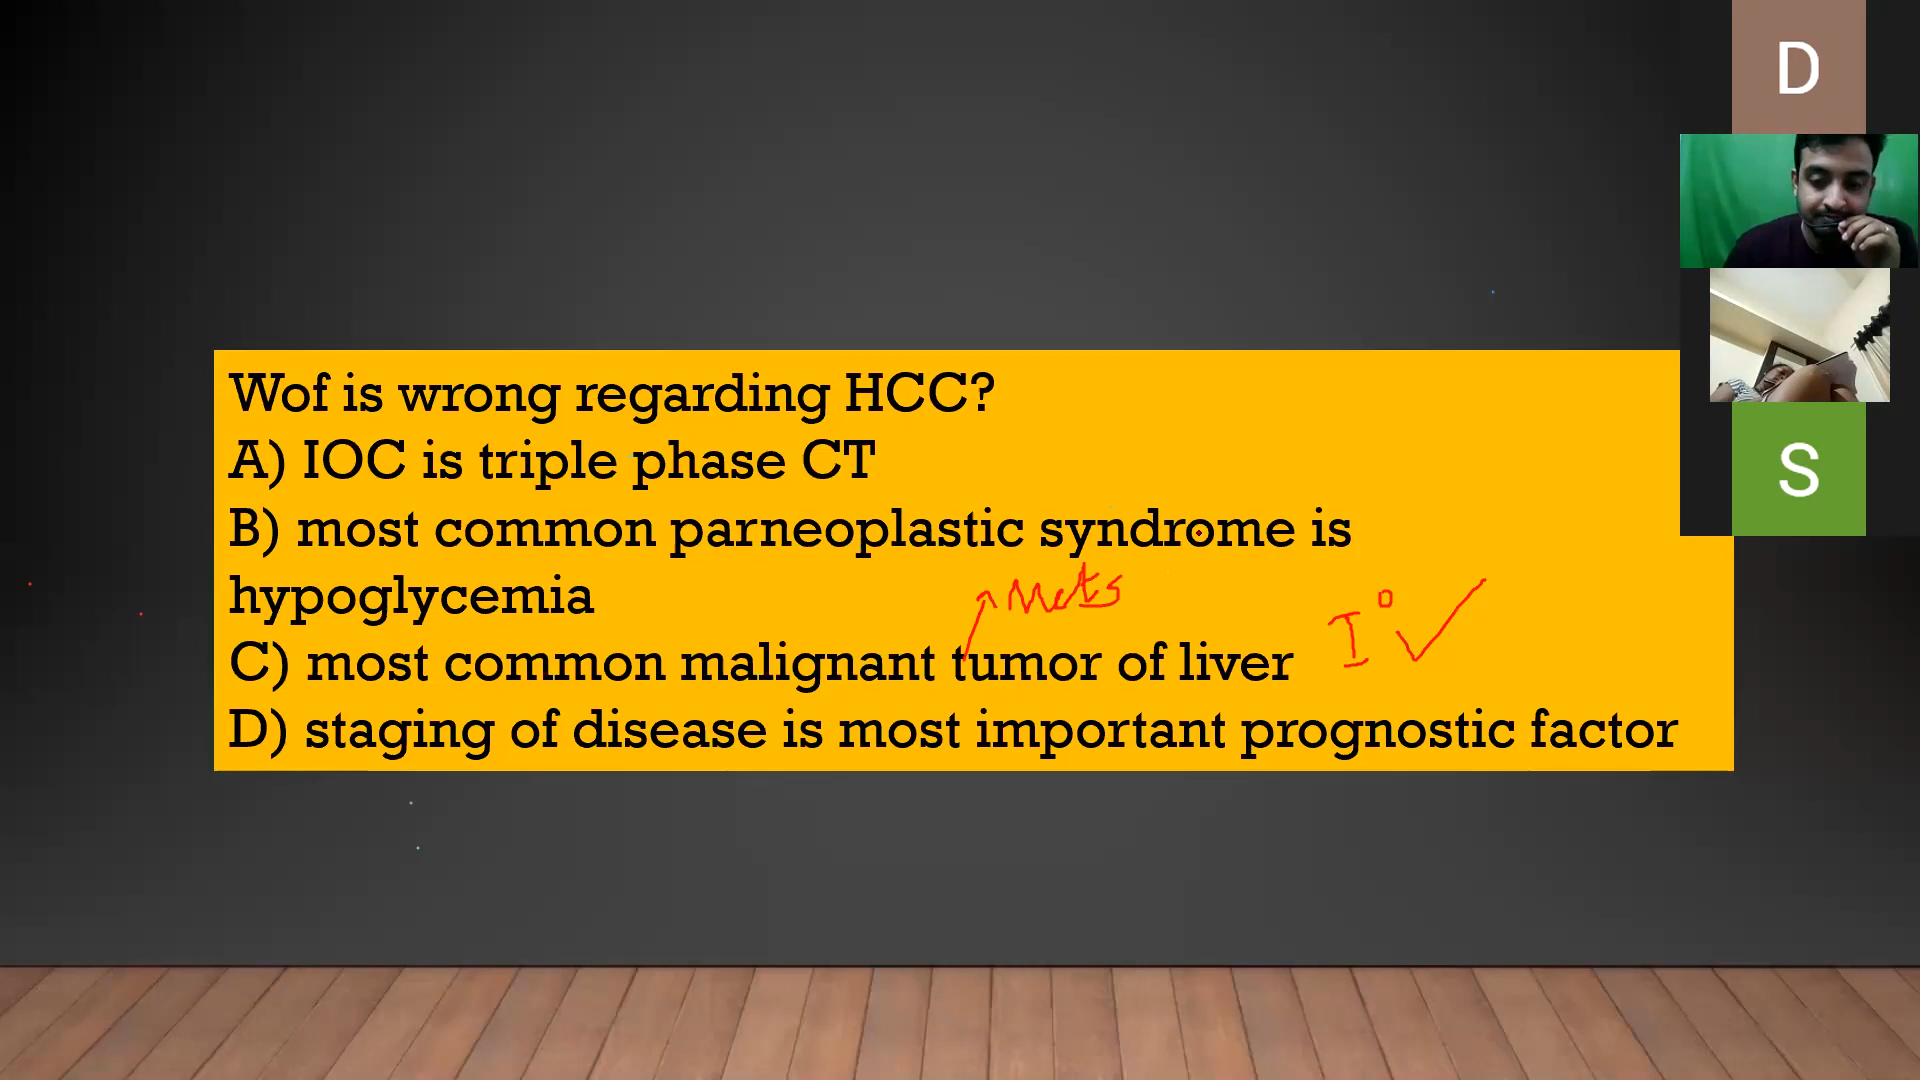 D
S
Wof is wrong regarding HCC?
A) IOC is triple phase CT
B) most common parneoplastic syndrome is
hypoglycemia
Mets
C) most common malignant tumor of liver I° ✓
D) staging of disease is most important prognostic factor